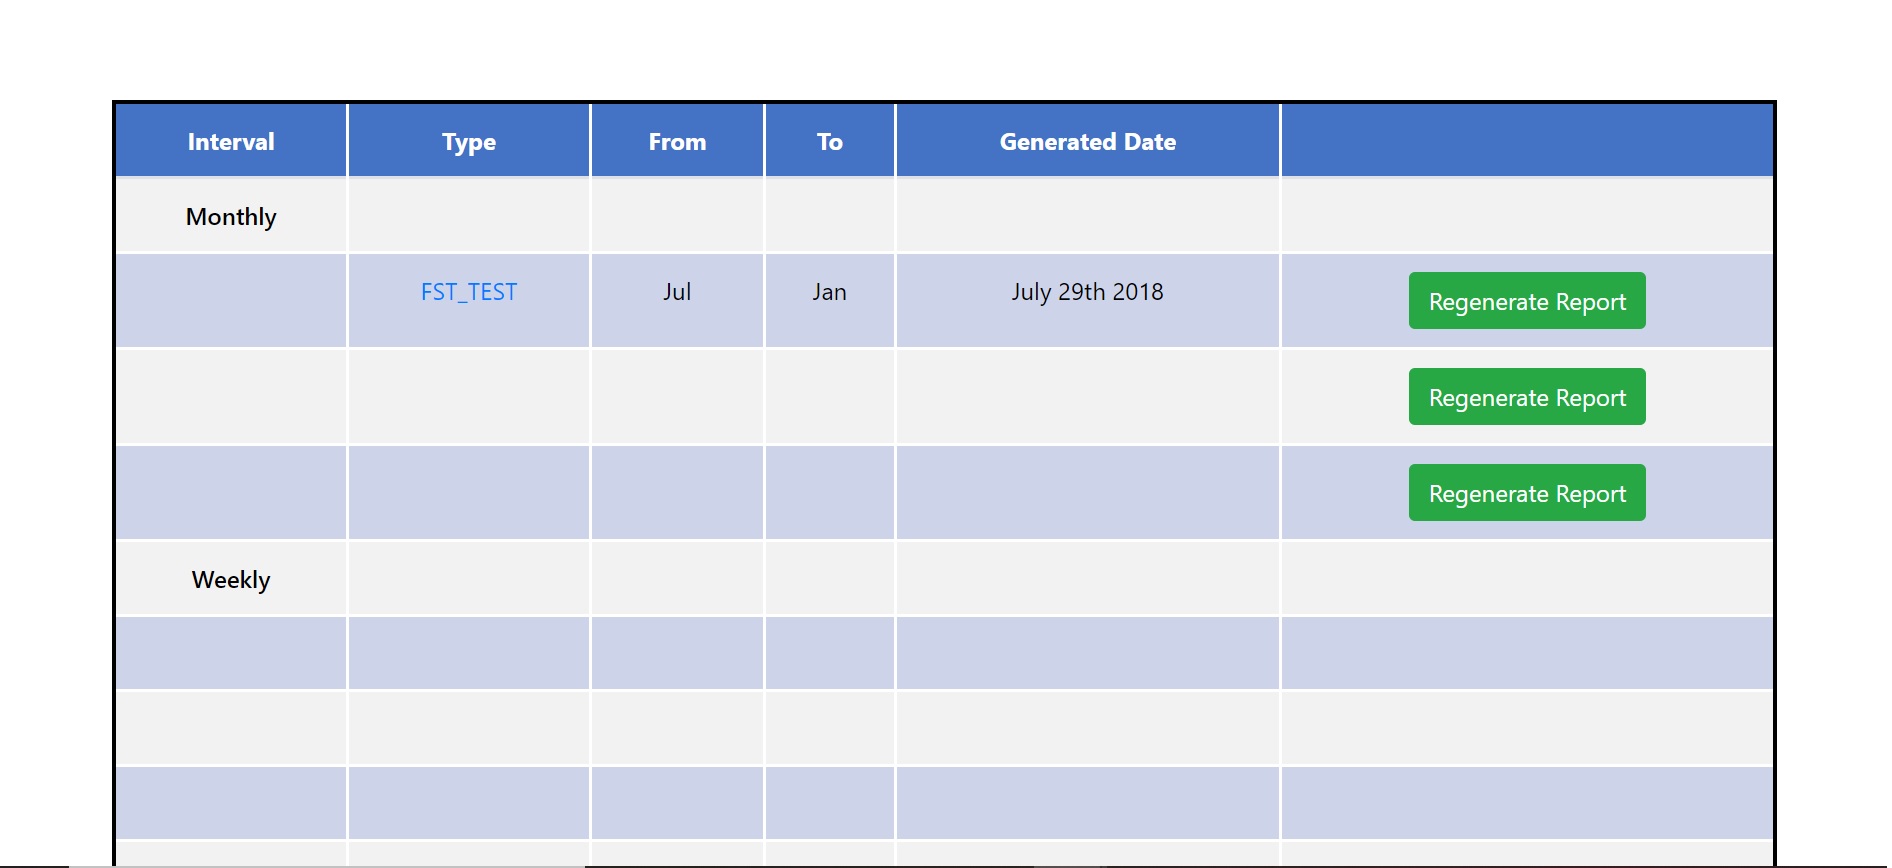 Interval Type From To Generated Date
Monthly
FST_TEST Jul Jan July 29th 2018 Regenerate Report
Regenerate Report
Regenerate Report
Weekly